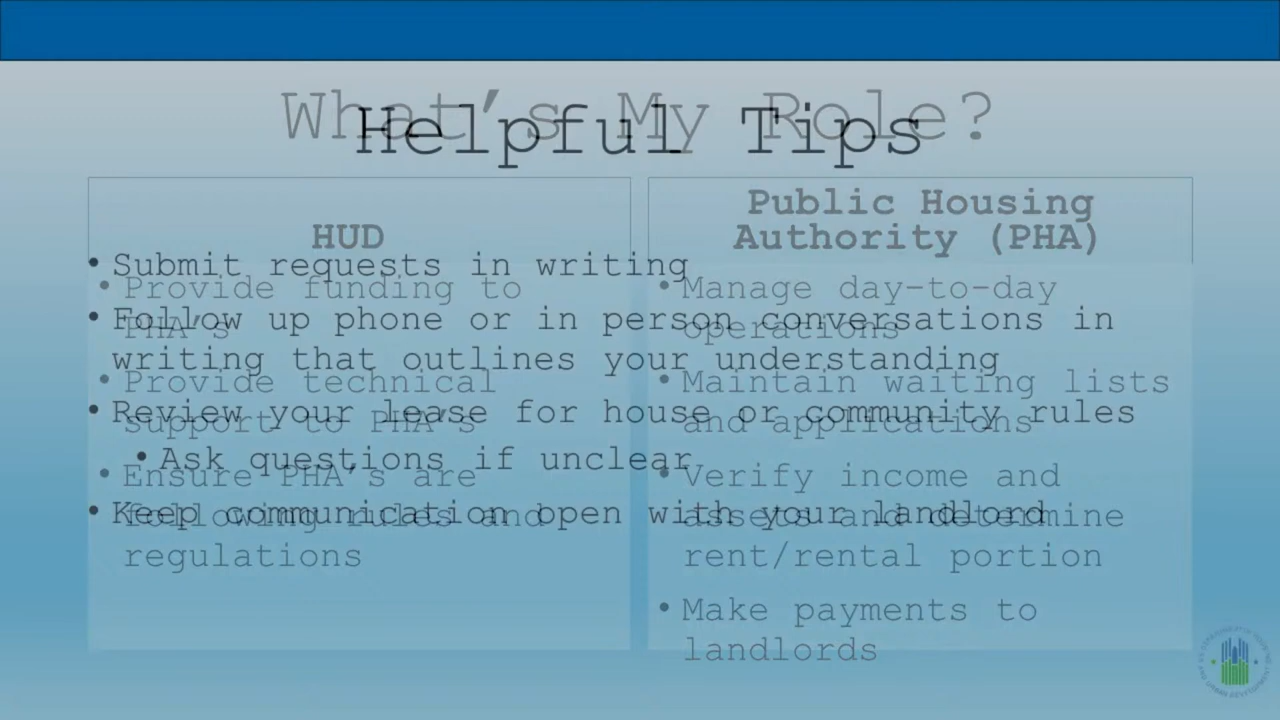 What's My Role?
HUD
• Provide funding to
PHA's
• Provide technical
support to PHA's
• Ensure PHA's are
following rules and
regulations
Public Housing
Authority (PHA)
• Manage day-to-day
operations
• Maintain waiting lists
and applications
• Verify income and
assets and determine
rent/rental portion
• Make payments to
landlords
Helpful Tips
• Submit requests in writing
• Follow up phone or in person conversations in
writing that outlines your understanding
• Review your lease for house or community rules
• Ask questions if unclear
• Keep communication open with your landlord